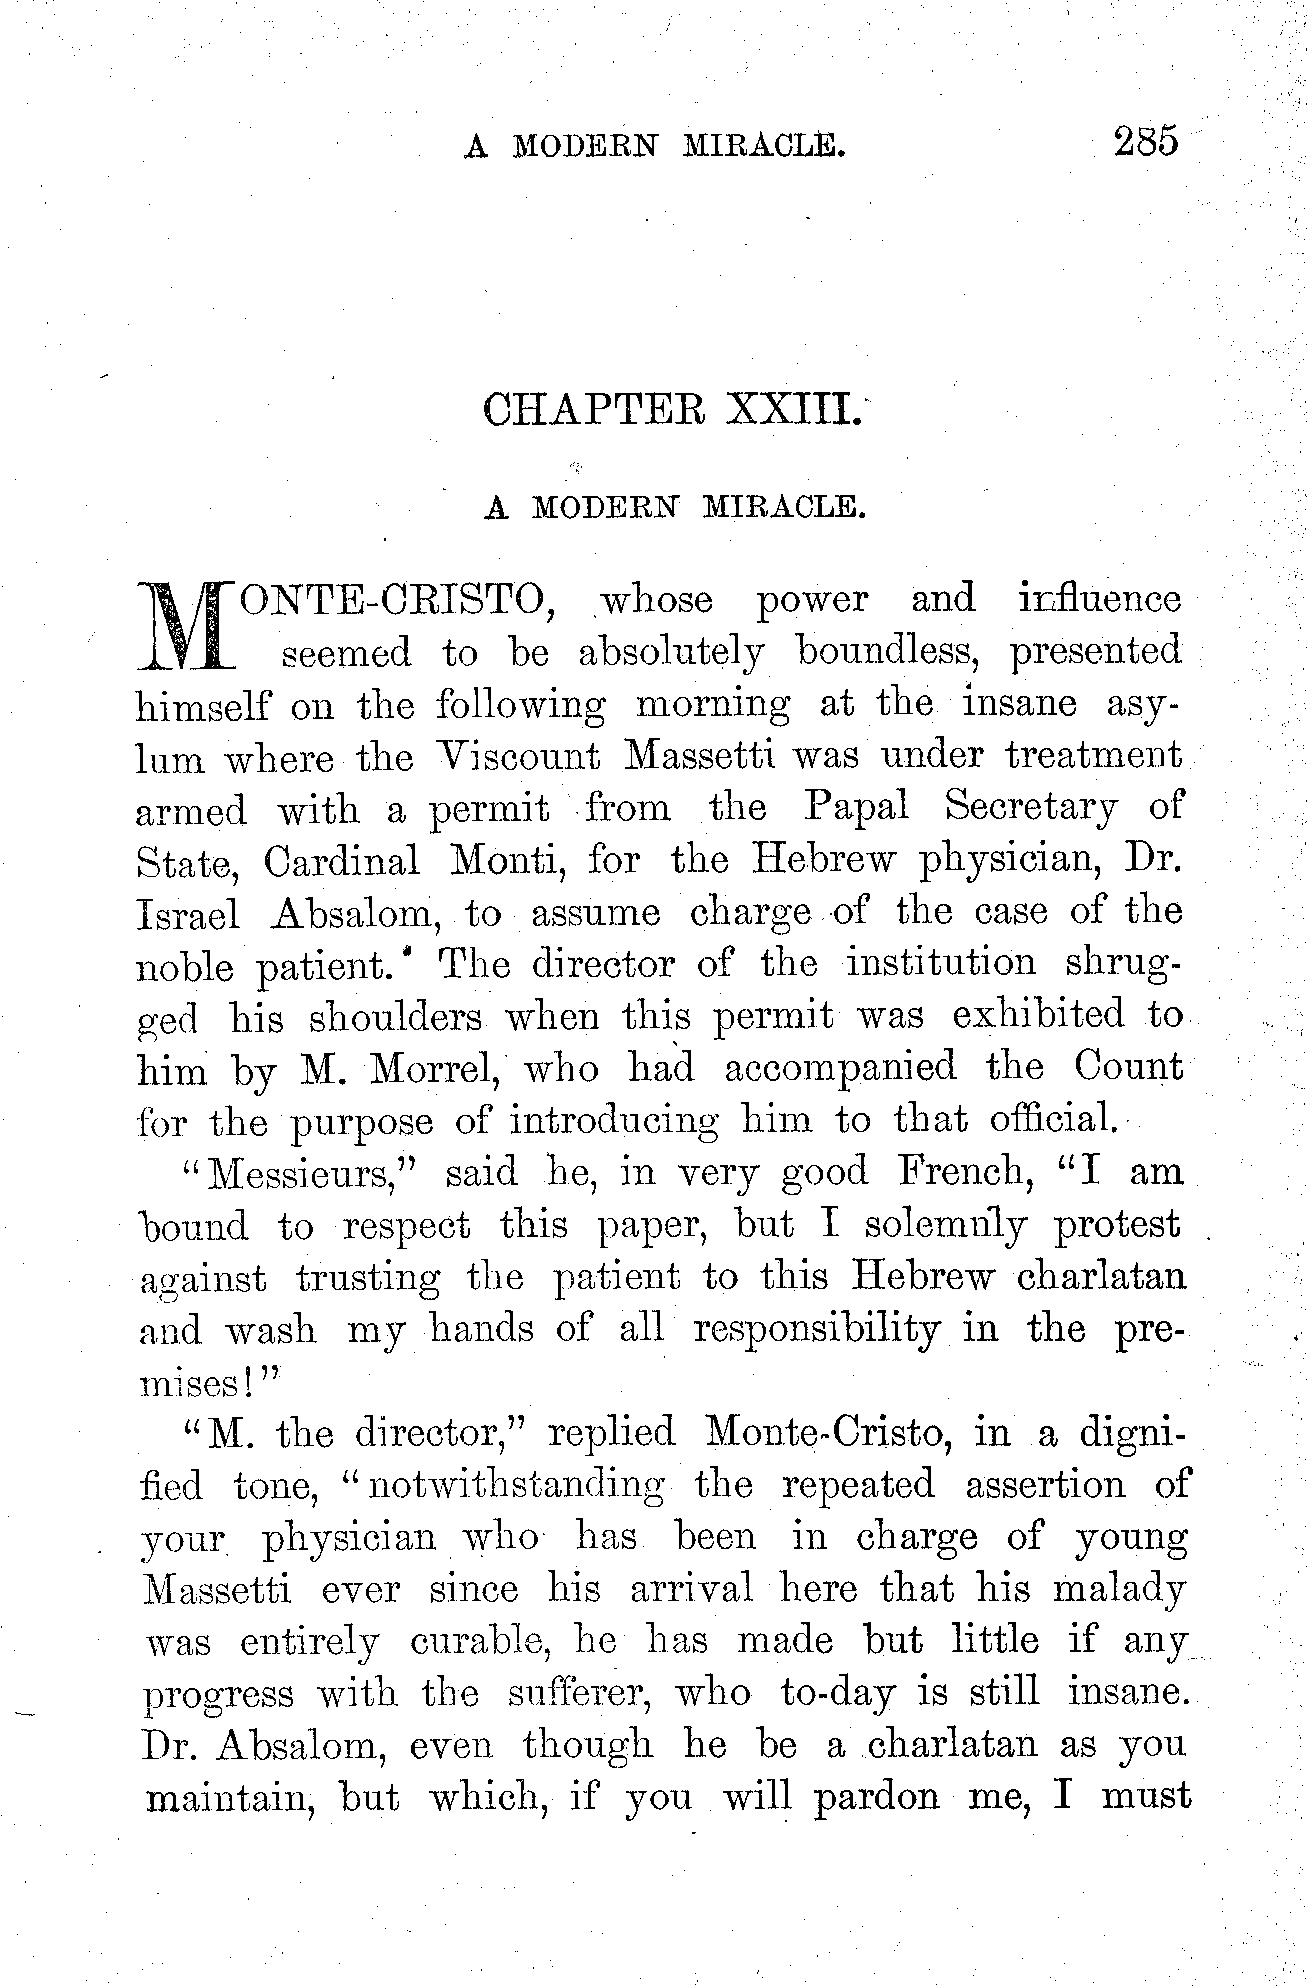 A MODERN MIRACLE. 285
CHAPTER XXIII.
A MODERN MIRACLE.
MONTE-CRISTO, whose power and influence
seemed to be absolutely boundless, presented
himself on the following morning at the insane asy-
lum where the Viscount Massetti was under treatment
armed with a permit from the Papal Secretary of
State, Cardinal Monti, for the Hebrew physician, Dr.
Israel Absalom, to assume charge of the case of the
noble patient. The director of the institution shrug-
ged his shoulders when this permit was exhibited to
him by M. Morrel, who had accompanied the Count
for the purpose of introducing him to that official.
"Messieurs," said he, in very good French, "I am
bound to respect this paper, but I solemnly protest
against trusting the patient to this Hebrew charlatan
and wash my hands of all responsibility in the pre-
mises!"
"M. the director," replied Monte-Cristo, in a digni-
fied tone, "notwithstanding the repeated assertion of
your physician who has been in charge of young
Massetti ever since his arrival here that his malady
was entirely curable, he has made but little if any
progress with the sufferer, who to-day is still insane.
Dr. Absalom, even though he be a charlatan as you
maintain, but which, if you will pardon me, I must